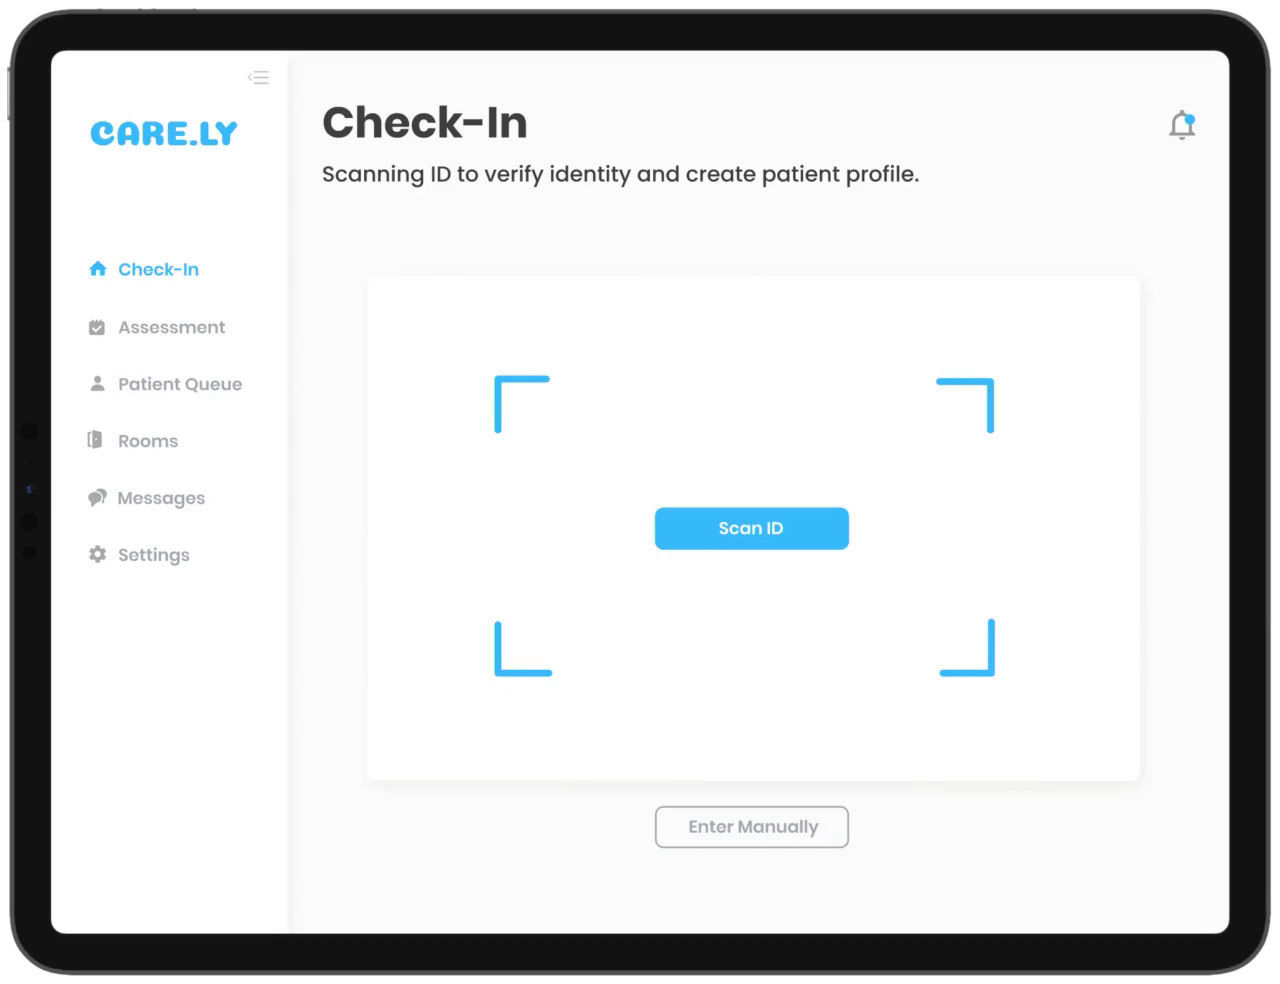 CARE.LY
Check-In
Scanning ID to verify identity and create patient profile.
Check-In
Assessment
Patient Queue
Rooms
Messages
Settings
Scan ID
Enter Manually